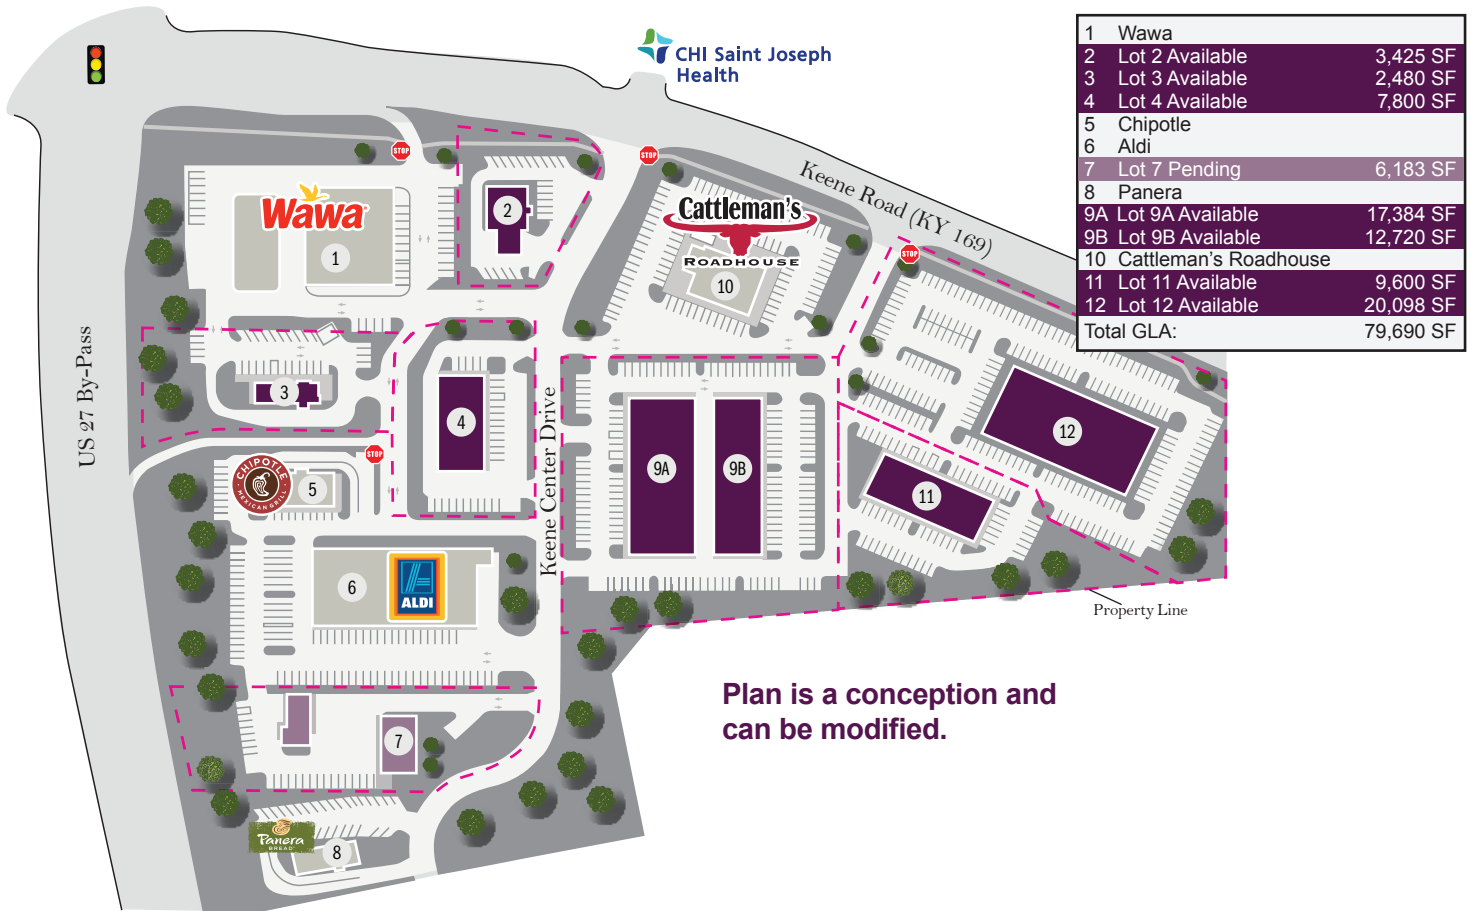 CHI Saint Joseph
Health
1 Wawa
2 Lot 2 Available 3,425 SF
3 Lot 3 Available 2,480 SF
4 Lot 4 Available 7,800 SF
5 Chipotle
6 Aldi
7 Lot 7 Pending 6,183 SF
8 Panera
9A Lot 9A Available 17,384 SF
9B Lot 9B Available 12,720 SF
10 Cattleman's Roadhouse
11 Lot 11 Available 9,600 SF
12 Lot 12 Available 20,098 SF
Total GLA: 79,690 SF
STOP
STOP
Keene Road (KY 169)
Wawa
1
2
Cattleman's
ROADHOUSE
10
STOP
US 27 By-Pass
3
4
Keene Center Drive
9A
9B
12
11
STOP
CHIPOTLE
MEXICAN GRILL
5
6
ALDI
Property Line
Plan is a conception and
can be modified.
7
Panera
BREAD
8